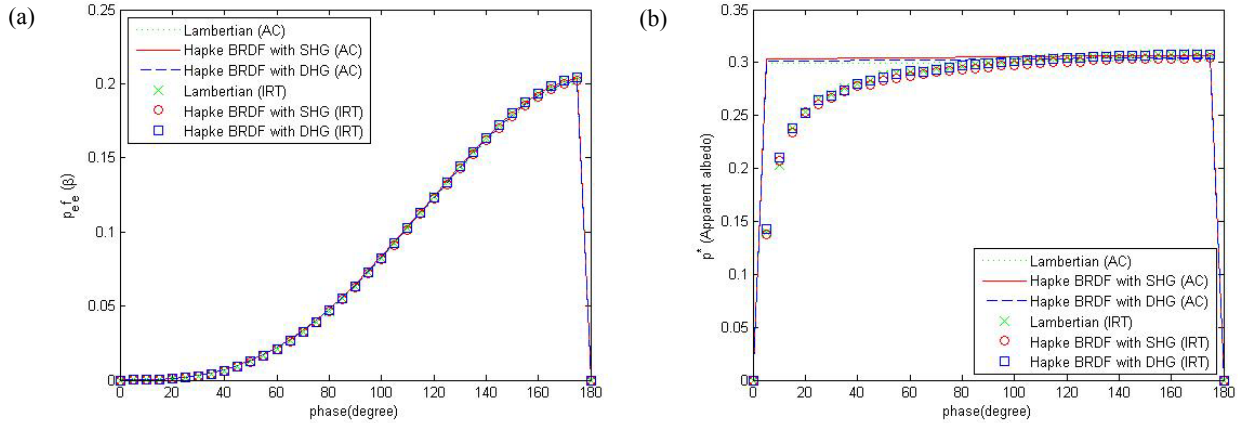 (a)
Lambertian (AC)
Hapke BRDF with SHG (AC)
Hapke BRDF with DHG (AC)
Lambertian (IRT)
Hapke BRDF with SHG (IRT)
Hapke BRDF with DHG (IRT)
0.25
0.2
0.15
0.1
0.05
0
pₑfₑ(β)
0 20 40 60 80 100 120 140 160 180
phase(degree)
(b)
0.35
0.3
0.25
0.2
0.15
0.1
0.05
0
p* (Apparent albedo)
Lambertian (AC)
Hapke BRDF with SHG (AC)
Hapke BRDF with DHG (AC)
Lambertian (IRT)
Hapke BRDF with SHG (IRT)
Hapke BRDF with DHG (IRT)
0 20 40 60 80 100 120 140 160 180
phase(degree)